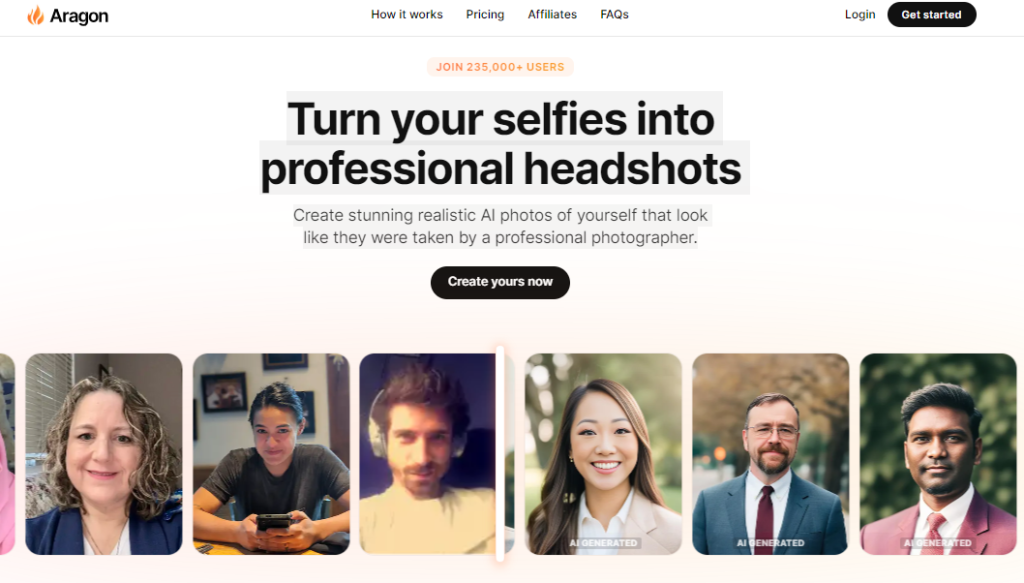 Aragon
How it works
Pricing
Affiliates
FAQs
Login
Get started
JOIN 235,000+ USERS
Turn your selfies into
professional headshots
Create stunning realistic AI photos of yourself that look
like they were taken by a professional photographer.
Create yours now
AI GENERATED
AI GENERATED
AI GENERATED